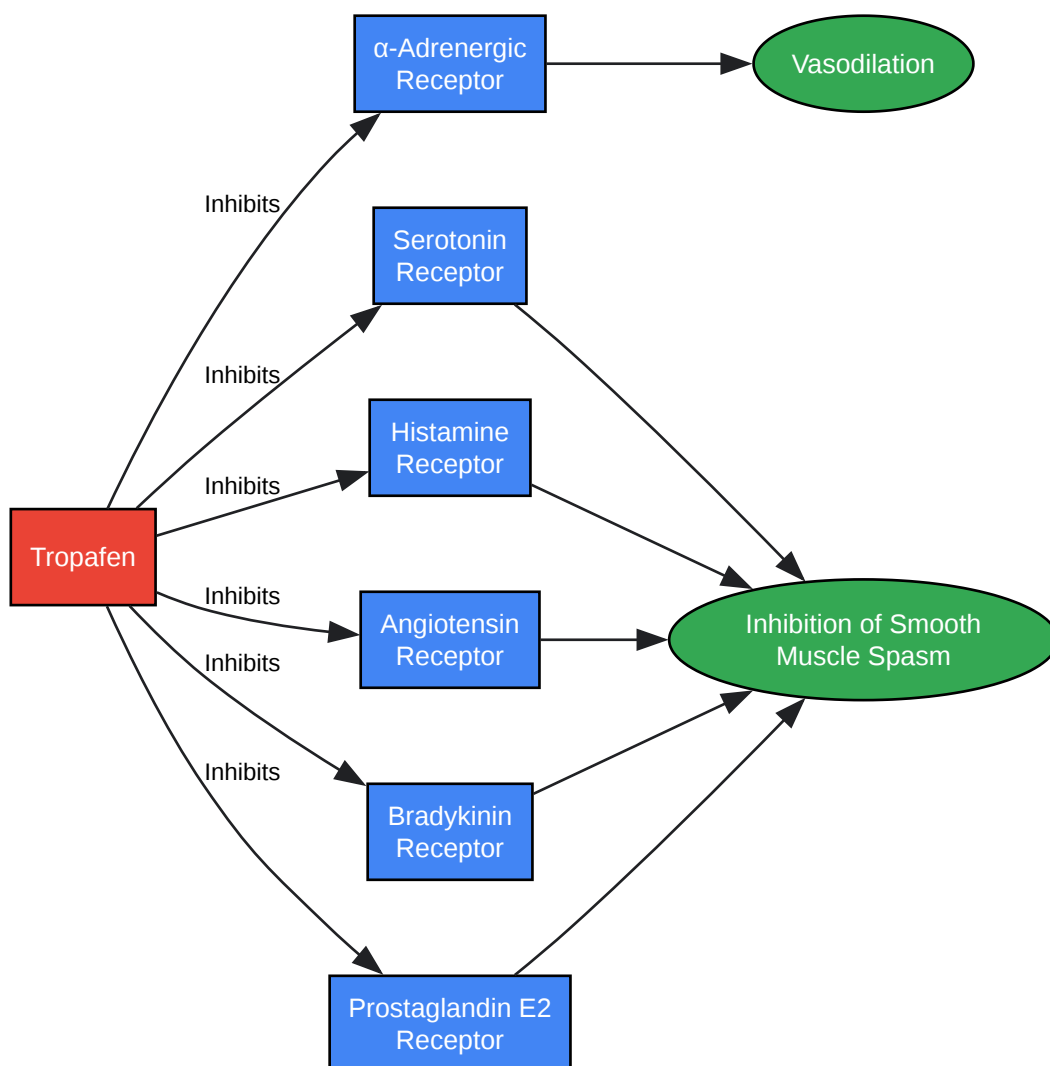 α-Adrenergic
Receptor
Vasodilation
Inhibits
Serotonin
Receptor
Inhibits
Histamine
Receptor
Inhibits
Tropafen
Inhibits
Angiotensin
Receptor
Inhibition of Smooth
Muscle Spasm
Inhibits
Inhibits
Bradykinin
Receptor
Prostaglandin E2
Receptor